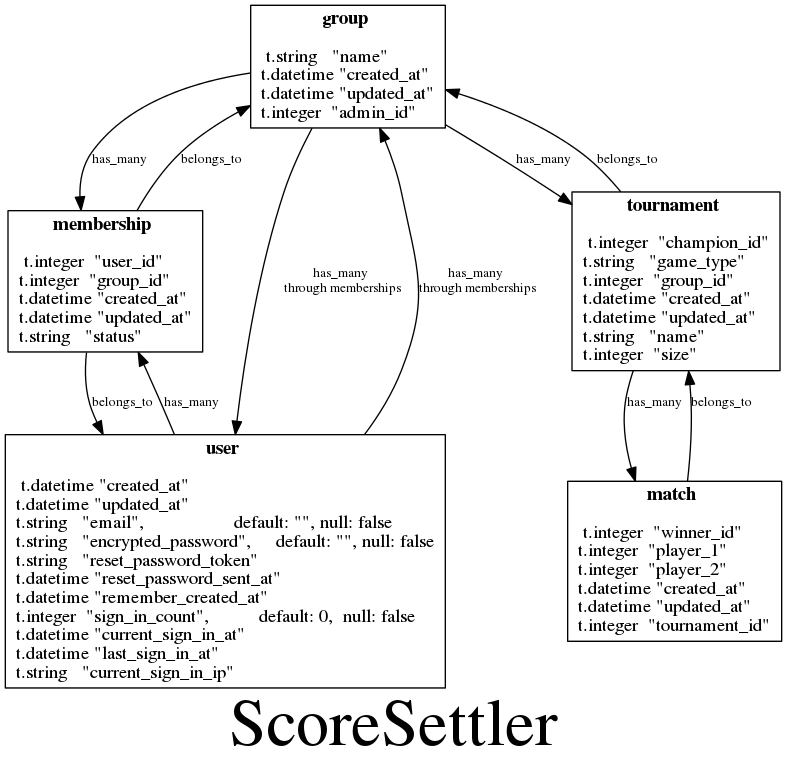 group
t.string "name"
t.datetime "created_at"
t.datetime "updated_at"
t.integer "admin_id"
has_many
belongs_to
has_many
belongs_to
membership
t.integer "user_id"
t.integer "group_id"
t.datetime "created_at"
t.datetime "updated_at"
t.string "status"
has_many
through memberships
has_many
through memberships
tournament
t.integer "champion_id"
t.string "game_type"
t.integer "group_id"
t.datetime "created_at"
t.datetime "updated_at"
t.string "name"
t.integer "size"
belongs_to
has_many
has_many
belongs_to
user
t.datetime "created_at"
t.datetime "updated_at"
t.string "email", default: "", null: false
t.string "encrypted_password", default: "", null: false
t.string "reset_password_token"
t.datetime "reset_password_sent_at"
t.datetime "remember_created_at"
t.integer "sign_in_count", default: 0, null: false
t.datetime "current_sign_in_at"
t.datetime "last_sign_in_at"
t.string "current_sign_in_ip"
match
t.integer "winner_id"
t.integer "player_1"
t.integer "player_2"
t.datetime "created_at"
t.datetime "updated_at"
t.integer "tournament_id"
ScoreSettler